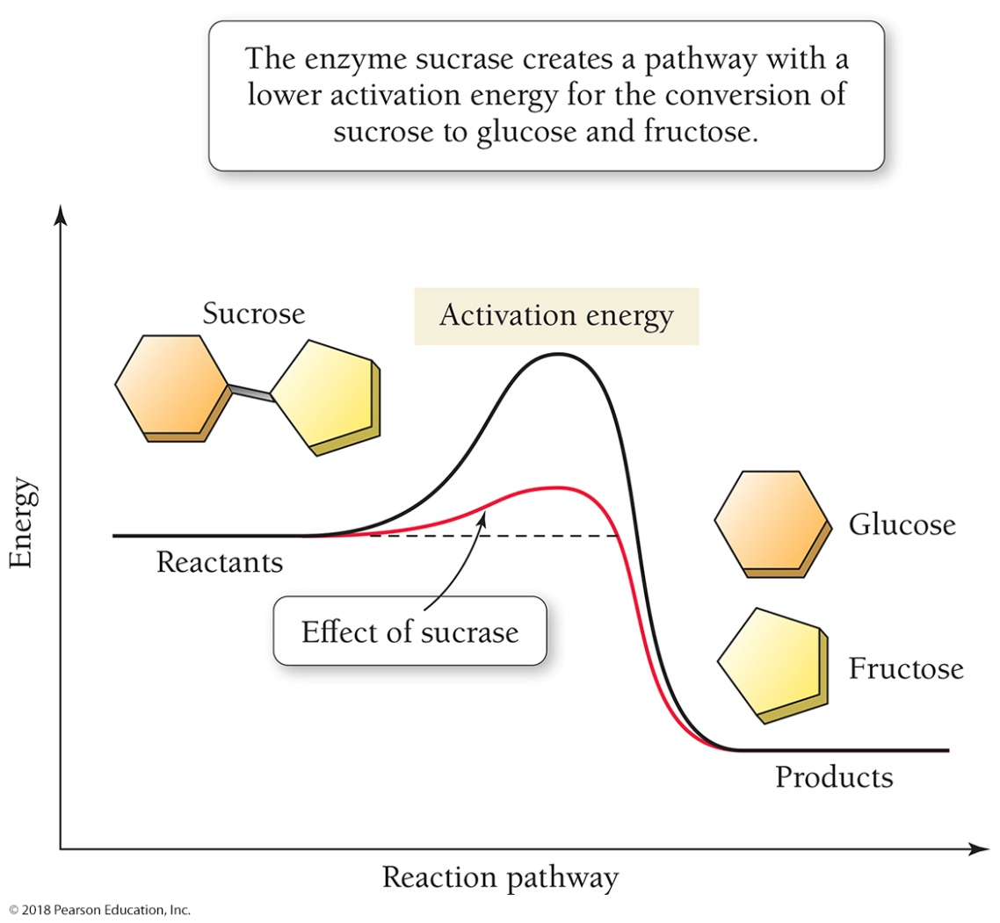 The enzyme sucrase creates a pathway with a
lower activation energy for the conversion of
sucrose to glucose and fructose.
Sucrose
Activation energy
Energy
Reactants
Effect of sucrase
Glucose
Fructose
Products
Reaction pathway
© 2018 Pearson Education, Inc.